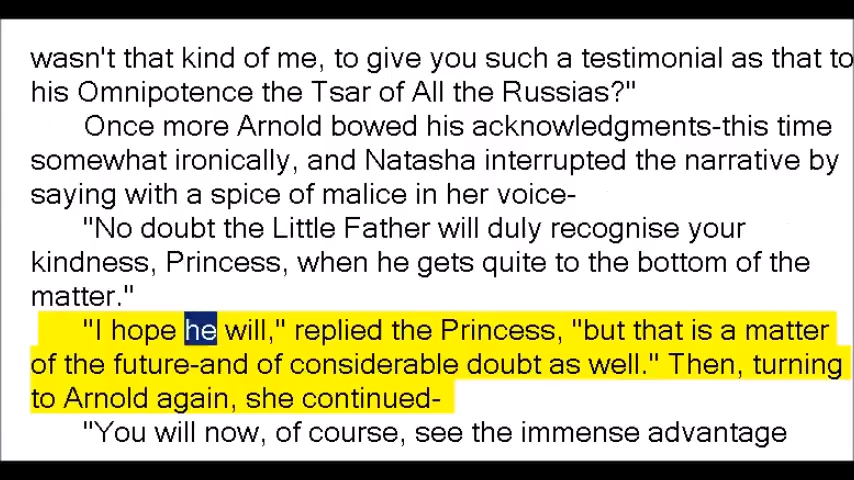 wasn't that kind of me, to give you such a testimonial as that to
his Omnipotence the Tsar of All the Russias?"
Once more Arnold bowed his acknowledgments-this time
somewhat ironically, and Natasha interrupted the narrative by
saying with a spice of malice in her voice-
"No doubt the Little Father will duly recognise your
kindness, Princess, when he gets quite to the bottom of the
matter."
"I hope he will," replied the Princess, "but that is a matter
of the future-and of considerable doubt as well." Then, turning
to Arnold again, she continued-
"You will now, of course, see the immense advantage